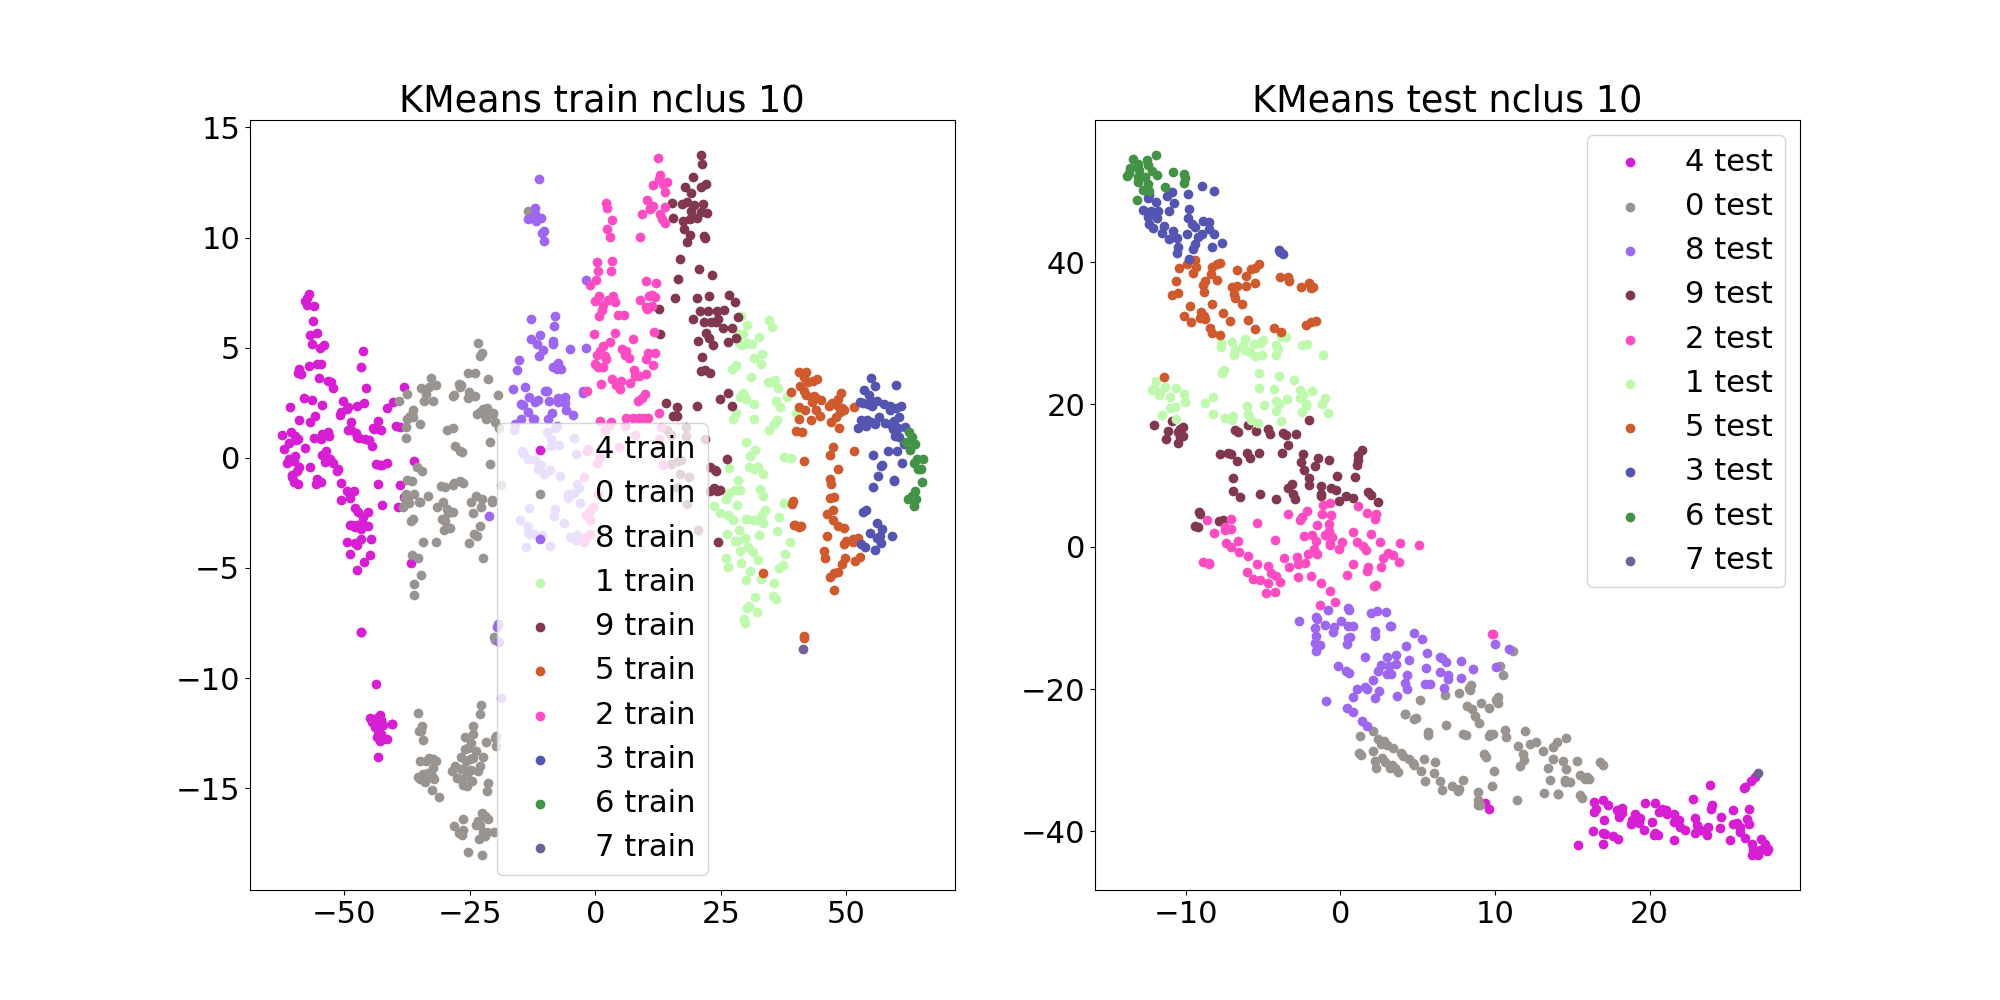 KMeans train nclus 10
15
10
5
0
−5
−10
−15
−50
−25
0
25
50
4 train
0 train
8 train
1 train
9 train
5 train
2 train
3 train
6 train
7 train
KMeans test nclus 10
40
20
0
−20
−40
−10
0
10
20
4 test
0 test
8 test
9 test
2 test
1 test
5 test
3 test
6 test
7 test